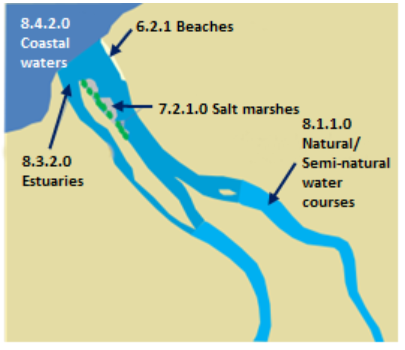 8.4.2.0
Coastal
waters
6.2.1 Beaches
7.2.1.0 Salt marshes
8.1.1.0
Natural/
Semi-natural
water
courses
8.3.2.0
Estuaries